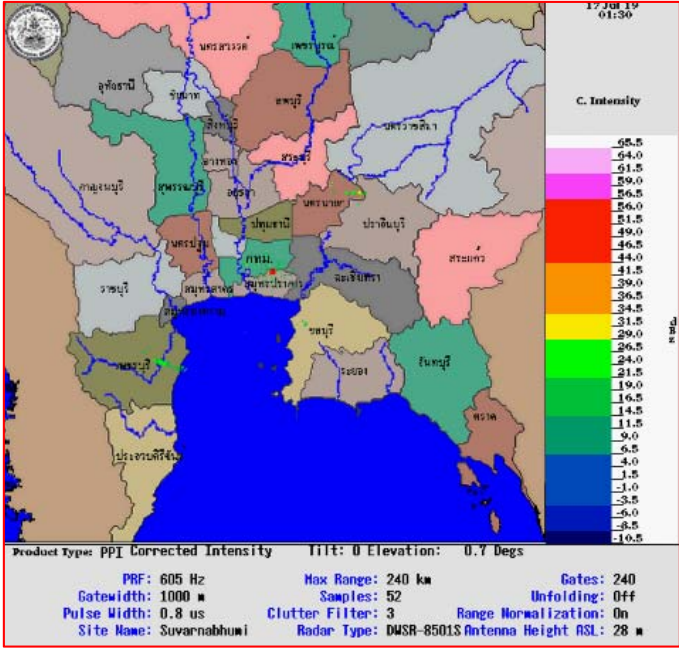 17 Jul 19
01:30
C. Intensity
นครสวรรค์
เพชรบูรณ์
อุทัยธานี
ชัยนาท
ลพบุรี
สิงห์บุรี
นครราชสีมา
อ่างทอง
สระบุรี
กาญจนบุรี
สุพรรณบุรี
อยุธยา
นครนายก
ปราจีนบุรี
ปทุมธานี
นครปฐม
กทม.
สระแก้ว
ฉะเชิงเทรา
ราชบุรี
สมุทรสาคร
สมุทรปราการ
ชลบุรี
เพชรบุรี
ระยอง
จันทบุรี
ตราด
ประจวบคีรีขันธ์
65.5
64.0
61.5
59.0
56.5
56.0
51.5
49.0
46.5
44.0
41.5
39.0
36.5
34.0
31.5
29.0
26.5
24.0
21.5
19.0
16.5
14.0
11.5
9.0
6.5
4.0
1.5
-1.0
-3.5
-6.0
-8.5
-10.5
Product Type: PPI Corrected Intensity Tilt: 0 Elevation: 0.7 Degs
PRF: 605 Hz Max Range: 240 km Gates: 240
Gatewidth: 1000 m Samples: 52 Unfolding: Off
Pulse Width: 0.8 us Clutter Filter: 3 Range Normalization: On
Site Name: Suvarnabhumi Radar Type: DWSR-8501S Antenna Height ASL: 28 m